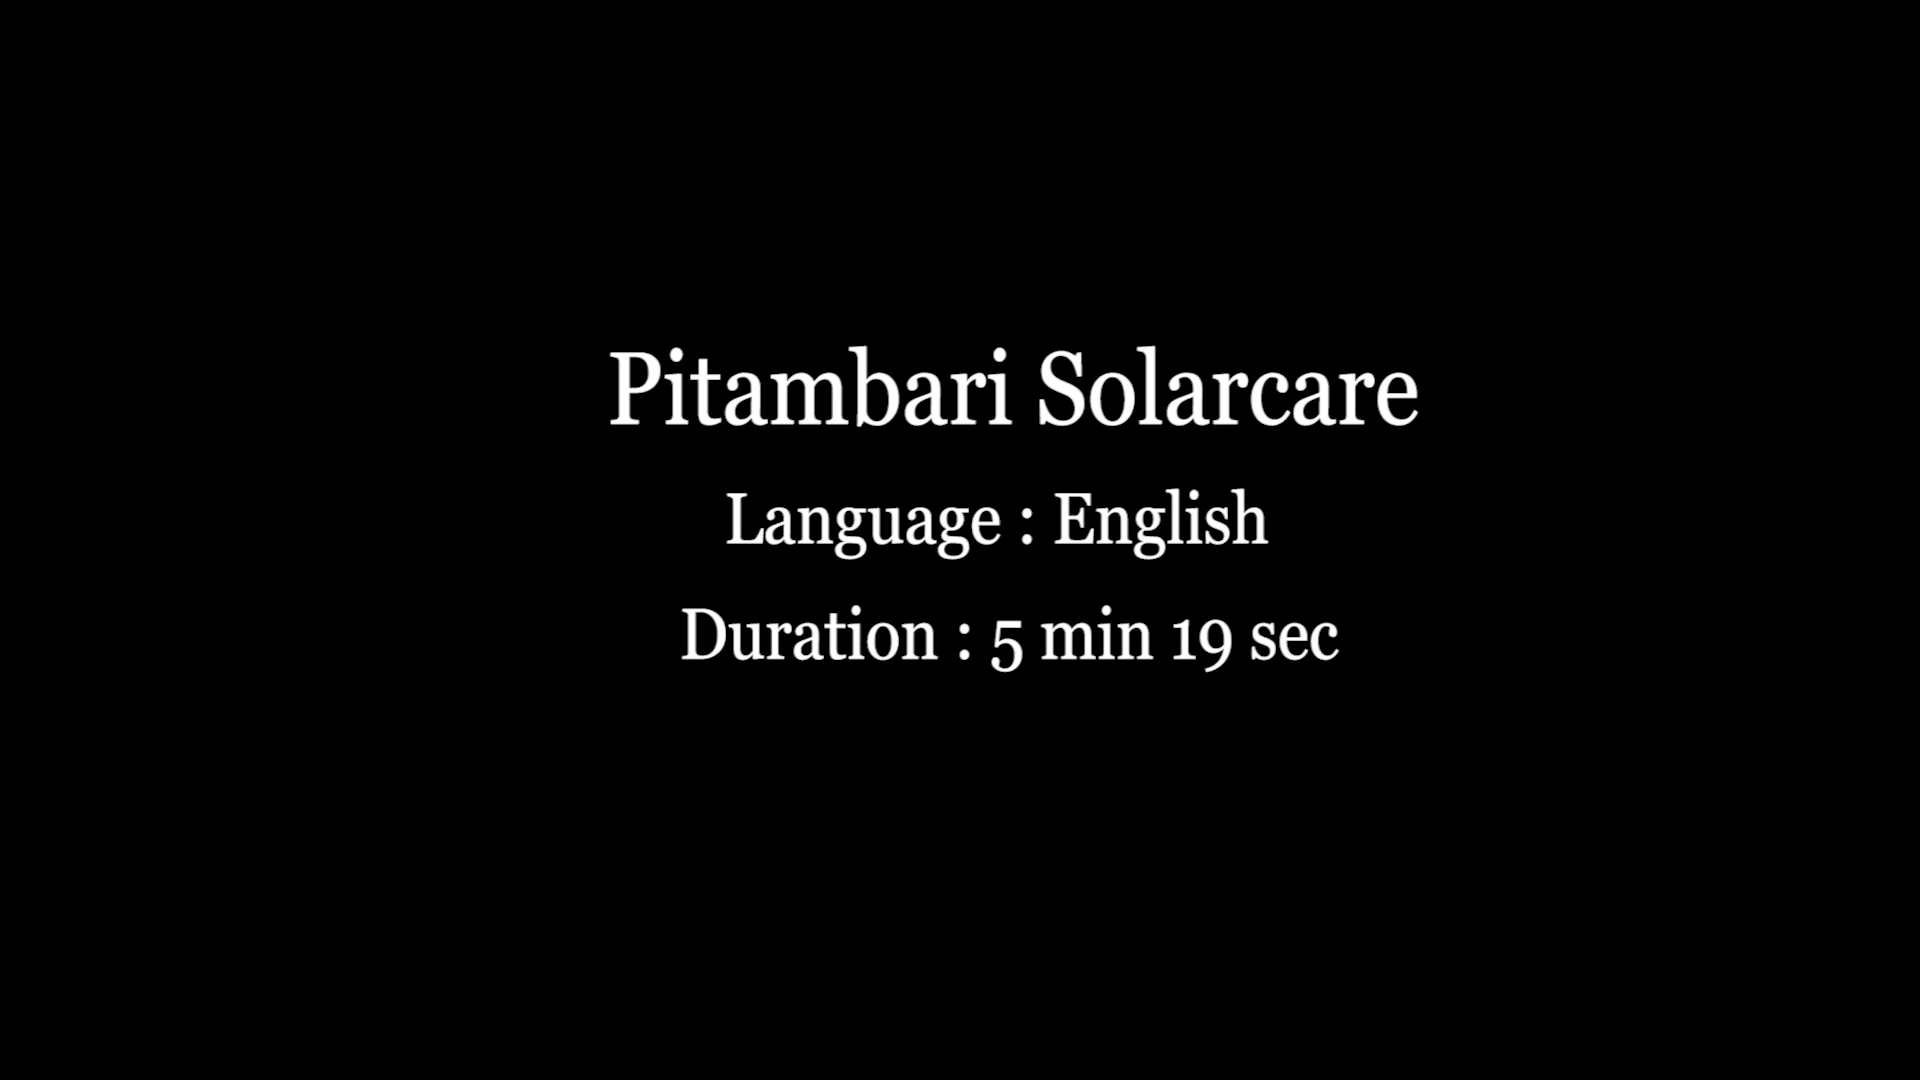 Pitambari Solarcare
Language : English
Duration : 5 min 19 sec